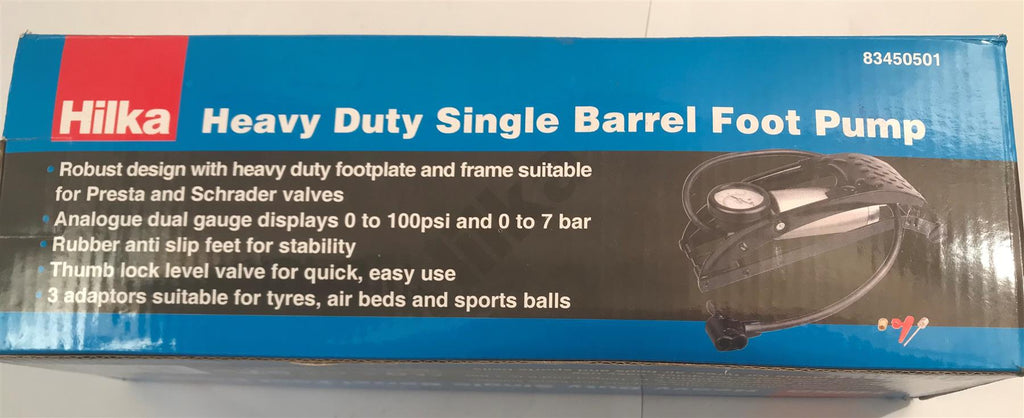 83450501
Hilka
Heavy Duty Single Barrel Foot Pump
• Robust design with heavy duty footplate and frame suitable
for Presta and Schrader valves
• Analogue dual gauge displays 0 to 100psi and 0 to 7 bar
• Rubber anti slip feet for stability
• Thumb lock level valve for quick, easy use
• 3 adaptors suitable for tyres, air beds and sports balls